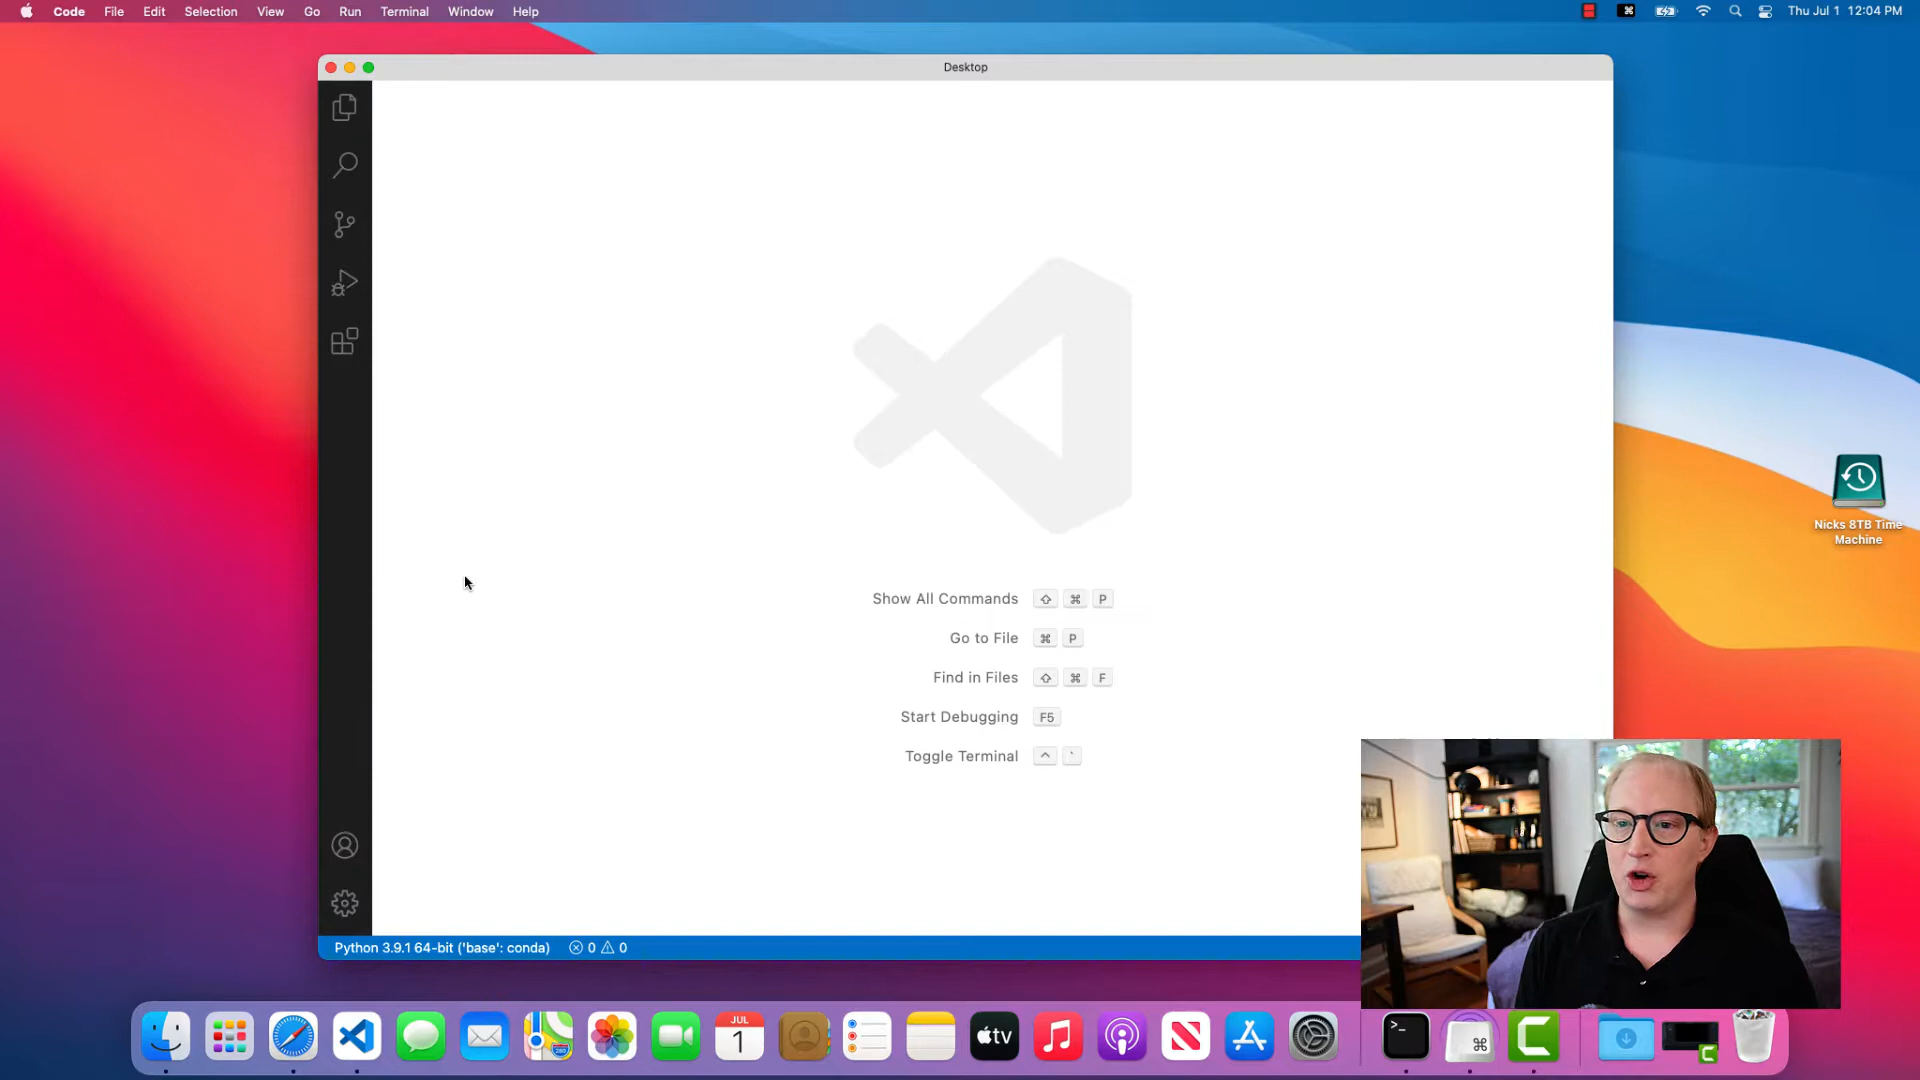 Code File Edit Selection View Go Run Terminal Window Help
Thu Jul 1 12:04 PM
Desktop
Show All Commands ⇧ ⌘ P
Go to File ⌘ P
Find in Files ⇧ ⌘ F
Start Debugging F5
Toggle Terminal ^ `
Nicks 8TB Time
Machine
Python 3.9.1 64-bit ('base': conda) 0 0
JUL
1
280
tv
>_
⌘